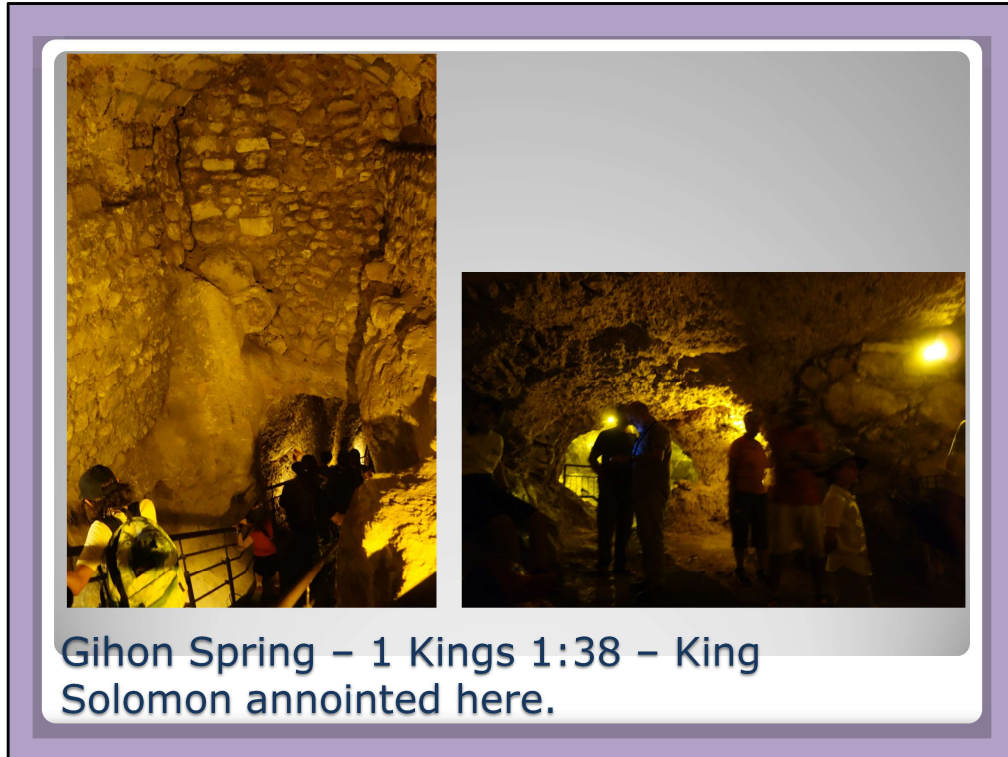 Gihon Spring – 1 Kings 1:38 – King
Solomon annointed here.